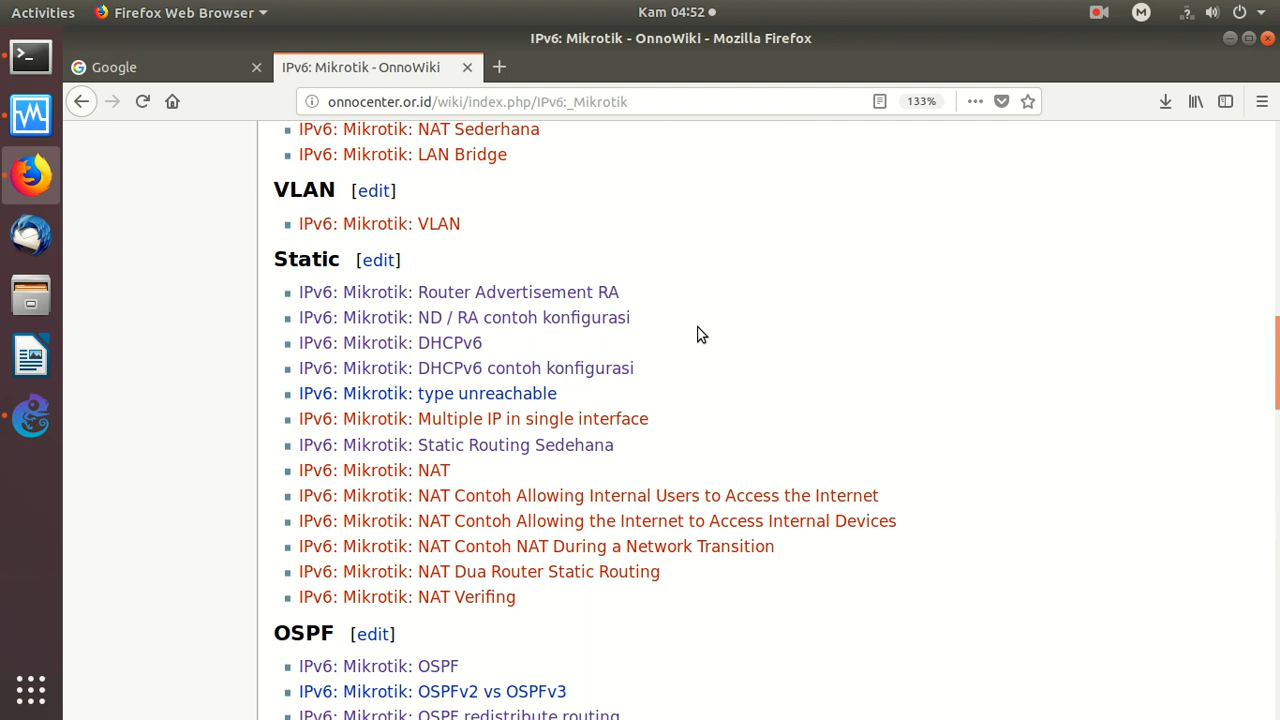 Activities Firefox Web Browser Kam 04:52 M
IPv6: Mikrotik - OnnoWiki - Mozilla Firefox
Google IPv6: Mikrotik - OnnoWiki
onnocenter.or.id/wiki/index.php/IPv6:_Mikrotik 133%
IPv6: Mikrotik: NAT Sederhana
IPv6: Mikrotik: LAN Bridge
VLAN [edit]
IPv6: Mikrotik: VLAN
Static [edit]
IPv6: Mikrotik: Router Advertisement RA
IPv6: Mikrotik: ND / RA contoh konfigurasi
IPv6: Mikrotik: DHCPv6
IPv6: Mikrotik: DHCPv6 contoh konfigurasi
IPv6: Mikrotik: type unreachable
IPv6: Mikrotik: Multiple IP in single interface
IPv6: Mikrotik: Static Routing Sedehana
IPv6: Mikrotik: NAT
IPv6: Mikrotik: NAT Contoh Allowing Internal Users to Access the Internet
IPv6: Mikrotik: NAT Contoh Allowing the Internet to Access Internal Devices
IPv6: Mikrotik: NAT Contoh NAT During a Network Transition
IPv6: Mikrotik: NAT Dua Router Static Routing
IPv6: Mikrotik: NAT Verifing
OSPF [edit]
IPv6: Mikrotik: OSPF
IPv6: Mikrotik: OSPFv2 vs OSPFv3
IPv6: Mikrotik: OSPF redistribute routing